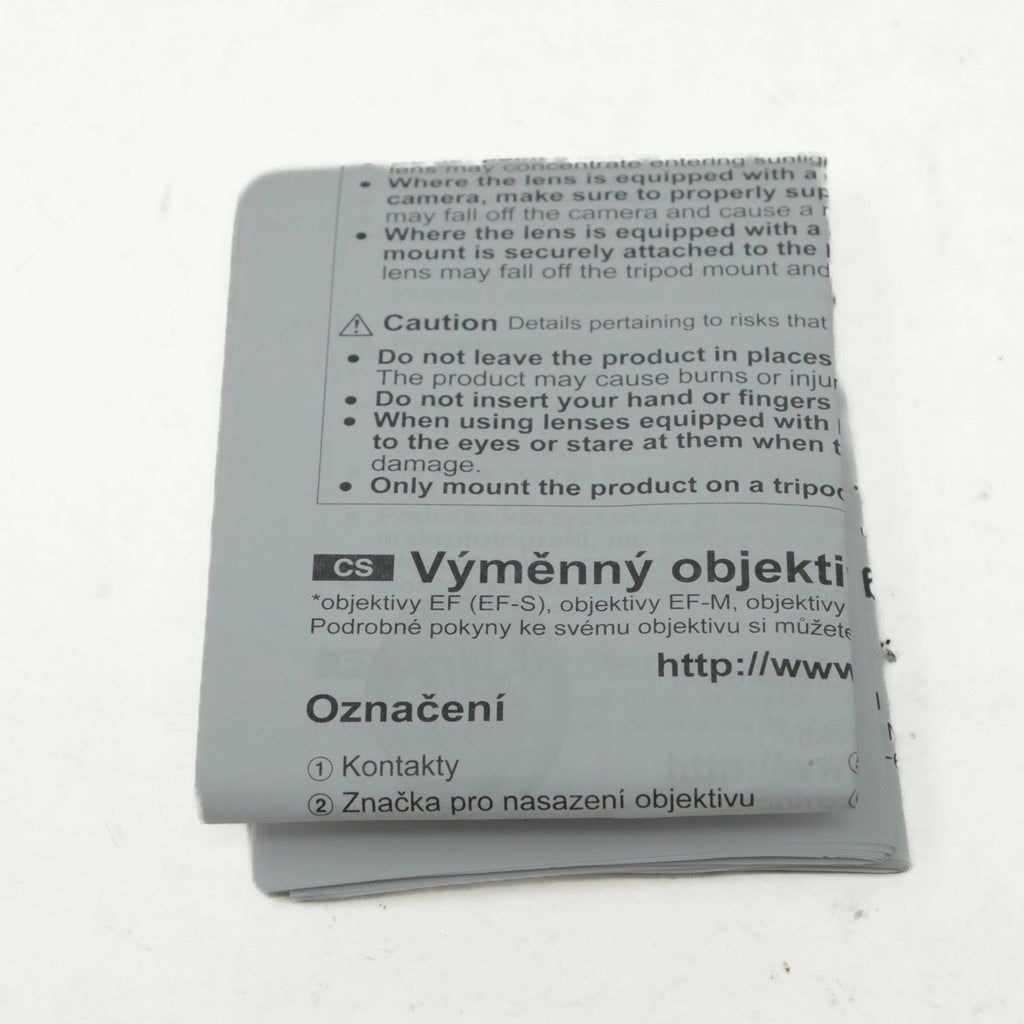 lens may concentrate entering sunlig
• Where the lens is equipped with a
camera, make sure to properly sup
may fall off the camera and cause a
• Where the lens is equipped with a
mount is securely attached to the
lens may fall off the tripod mount and
⚠ Caution Details pertaining to risks that
• Do not leave the product in places
The product may cause burns or injur
• Do not insert your hand or fingers
• When using lenses equipped with
to the eyes or stare at them when t
damage.
• Only mount the product on a tripod
CS Výměnný objekti
*objektivy EF (EF-S), objektivy EF-M, objektivy
Podrobné pokyny ke svému objektivu si můžete
http://www
Označení
① Kontakty
② Značka pro nasazení objektivu